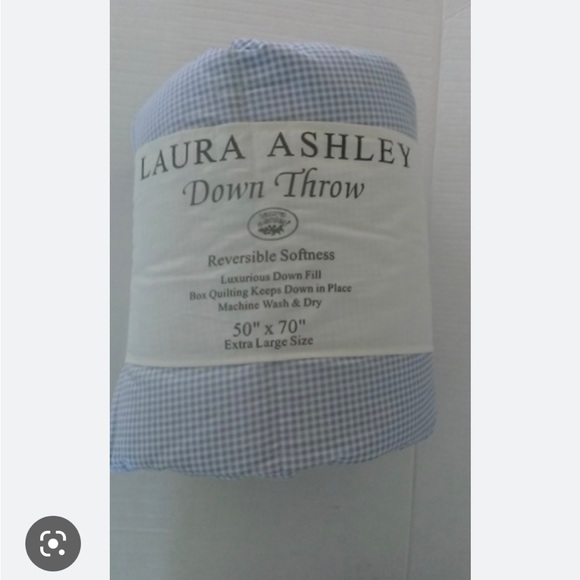 LAURA ASHLEY
Down Throw
Reversible Softness
Luxurious Down Fill
Box Quilting Keeps Down in Place
Machine Wash & Dry
50" x 70"
Extra Large Size